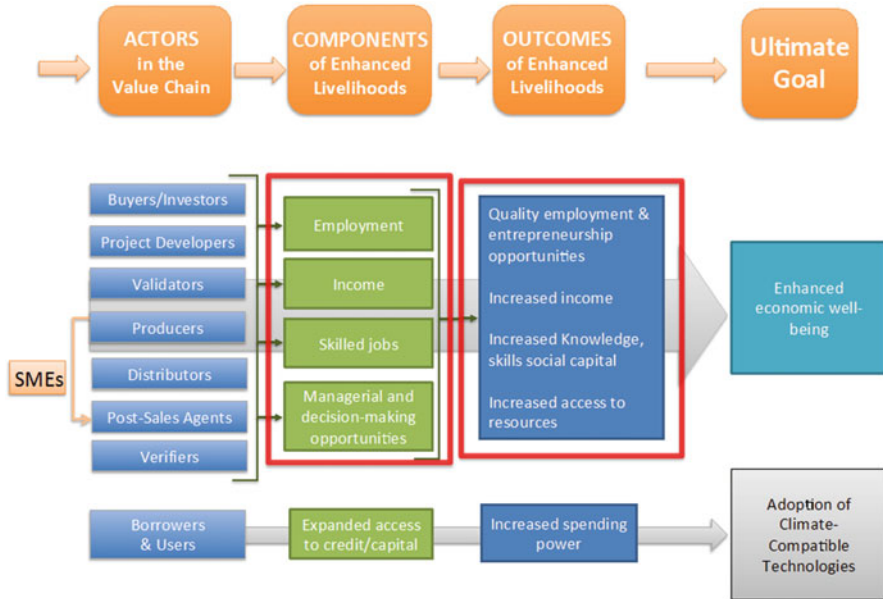 ACTORS
in the
Value Chain
COMPONENTS
of Enhanced
Livelihoods
OUTCOMES
of Enhanced
Livelihoods
Ultimate
Goal
Buyers/Investors
Project Developers
Validators
Producers
Distributors
Post-Sales Agents
Verifiers
SMEs
Employment
Income
Skilled jobs
Managerial and
decision-making
opportunities
Quality employment &
entrepreneurship
opportunities
Increased income
Increased Knowledge,
skills social capital
Increased access to
resources
Enhanced
economic well-
being
Borrowers
& Users
Expanded access
to credit/capital
Increased spending
power
Adoption of
Climate-
Compatible
Technologies